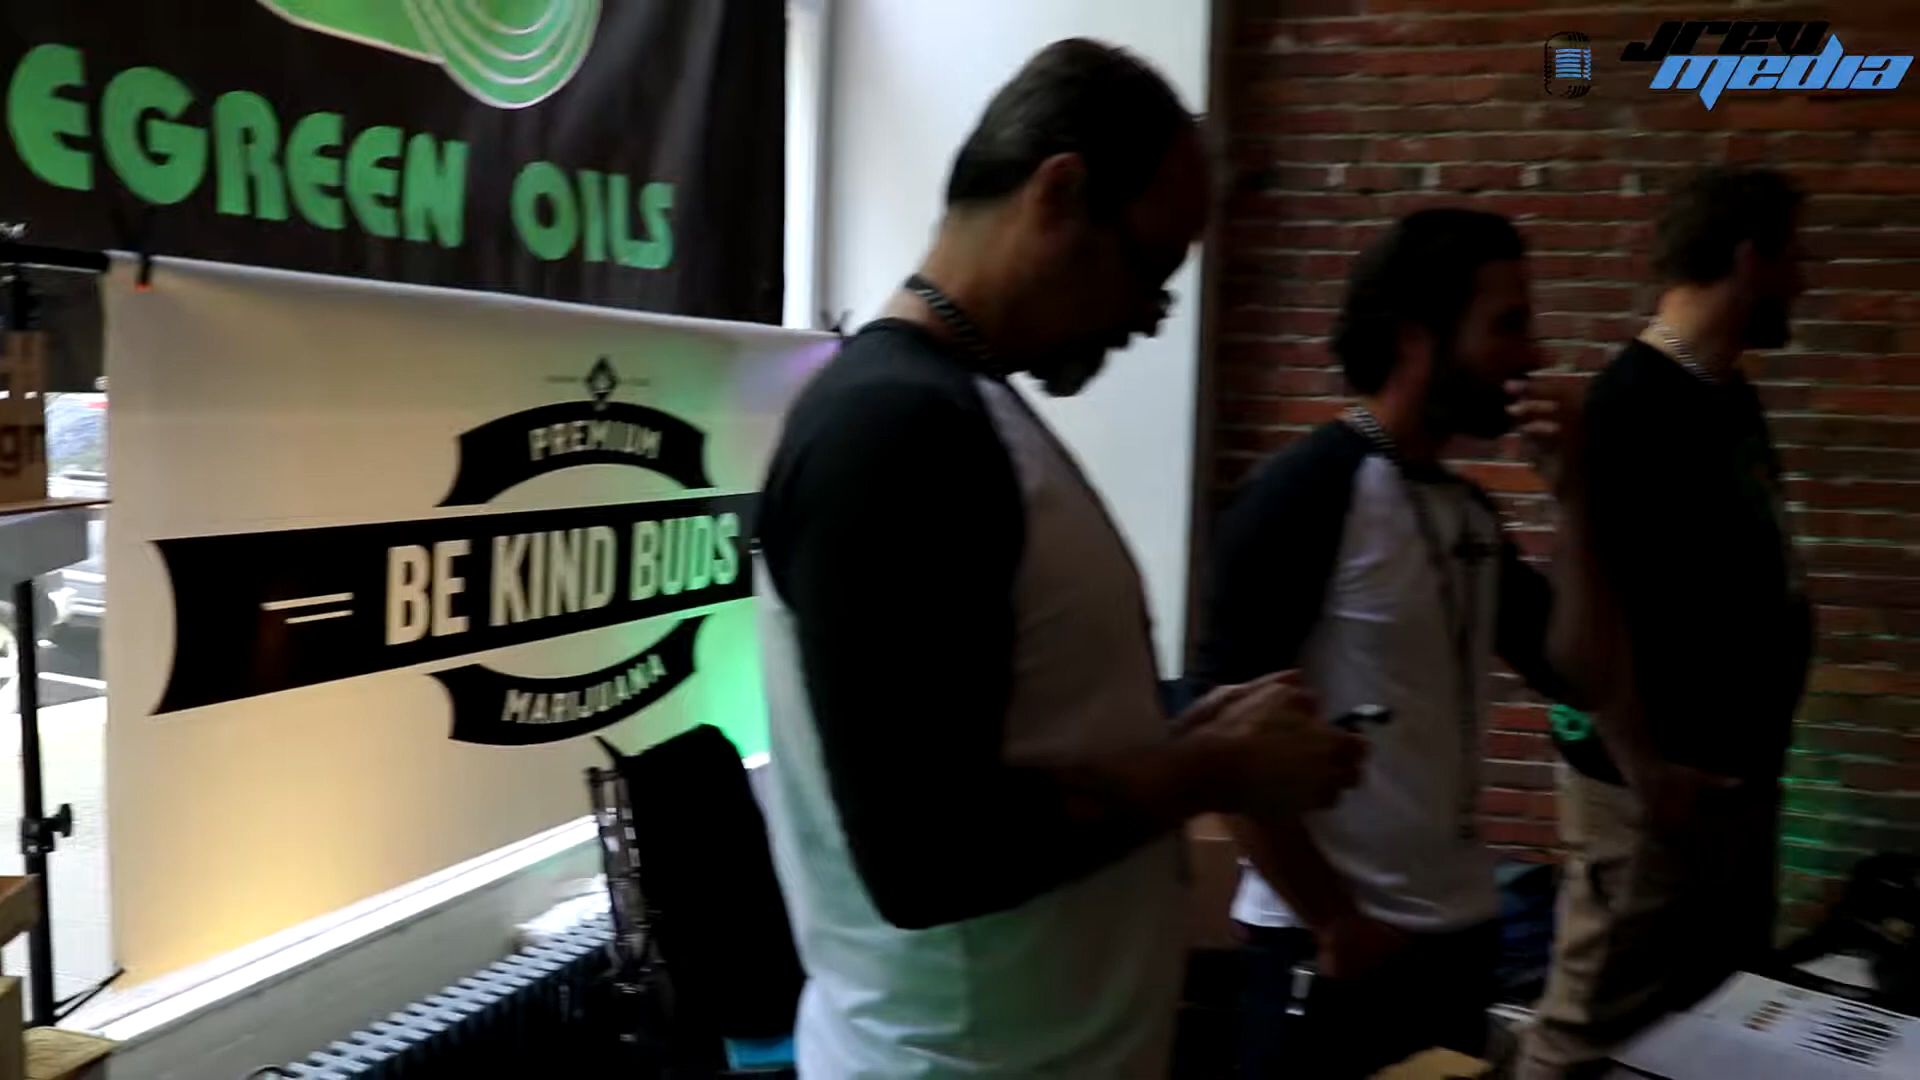 JREV
MEDIA
EGREEN OILS
PREMIUM
BE KIND BUDS
MARIJUANA